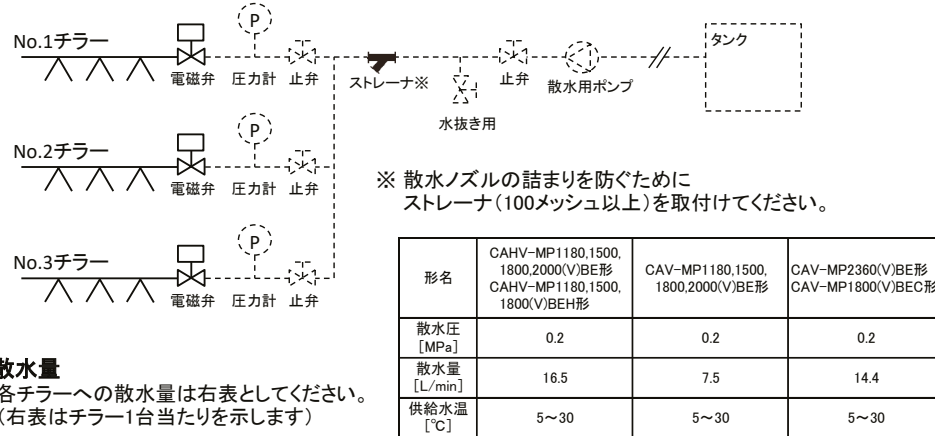 P
No.1チラー
電磁弁 圧力計 止弁
ストレーナ※
水抜き用
止弁
散水用ポンプ
タンク
P
No.2チラー
電磁弁 圧力計 止弁
P
No.3チラー
電磁弁 圧力計 止弁
※ 散水ノズルの詰まりを防ぐために
ストレーナ（100メッシュ以上）を取付けてください。
散水量
各チラーへの散水量は右表としてください。
（右表はチラー1台当たりを示します）
形名
CAHV-MP1180,1500,
1800,2000(V)BE形
CAHV-MP1180,1500,
1800(V)BEH形
CAV-MP1180,1500,
1800,2000(V)BE形
CAV-MP2360(V)BE形
CAV-MP1800(V)BEC形
散水圧
[MPa]
0.2
0.2
0.2
散水量
[L/min]
16.5
7.5
14.4
供給水温
[℃]
5～30
5～30
5～30